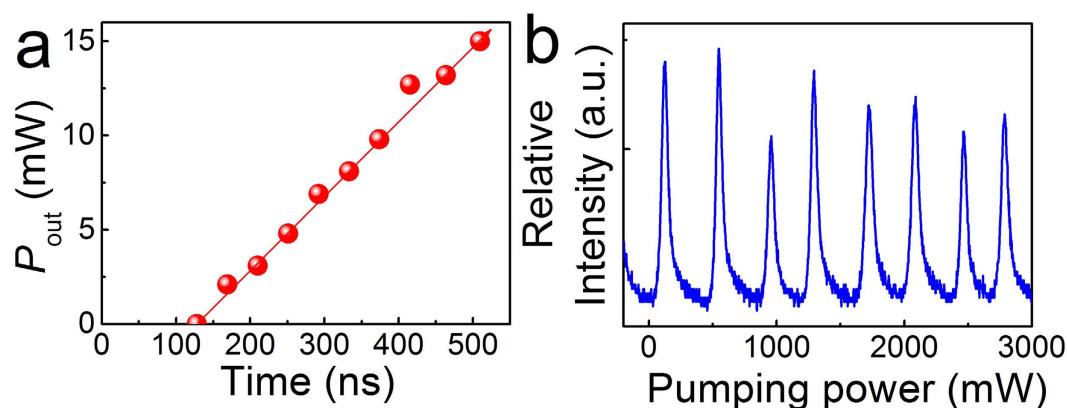 a
15
10
5
0
P_out (mW)
0 100 200 300 400 500
Time (ns)
b
Relative
Intensity (a.u.)
0 1000 2000 3000
Pumping power (mW)